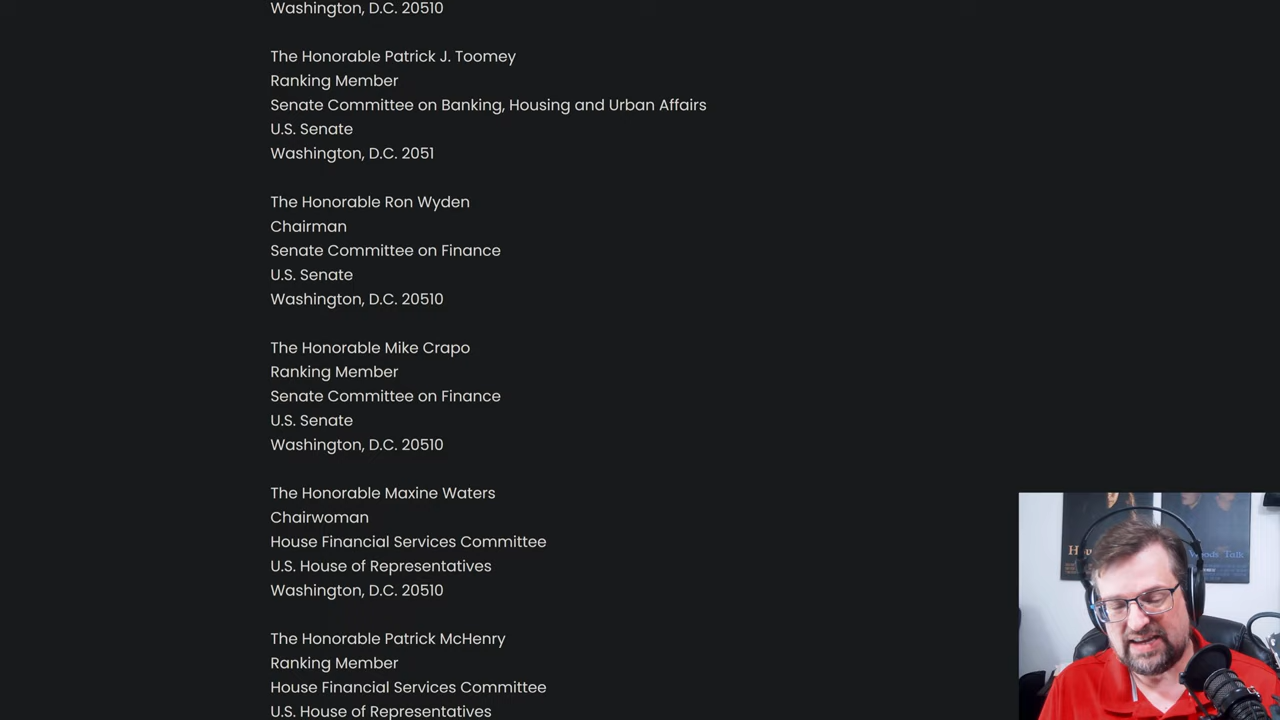 Washington, D.C. 20510
The Honorable Patrick J. Toomey
Ranking Member
Senate Committee on Banking, Housing and Urban Affairs
U.S. Senate
Washington, D.C. 2051
The Honorable Ron Wyden
Chairman
Senate Committee on Finance
U.S. Senate
Washington, D.C. 20510
The Honorable Mike Crapo
Ranking Member
Senate Committee on Finance
U.S. Senate
Washington, D.C. 20510
The Honorable Maxine Waters
Chairwoman
House Financial Services Committee
U.S. House of Representatives
Washington, D.C. 20510
The Honorable Patrick McHenry
Ranking Member
House Financial Services Committee
U.S. House of Representatives
Talk